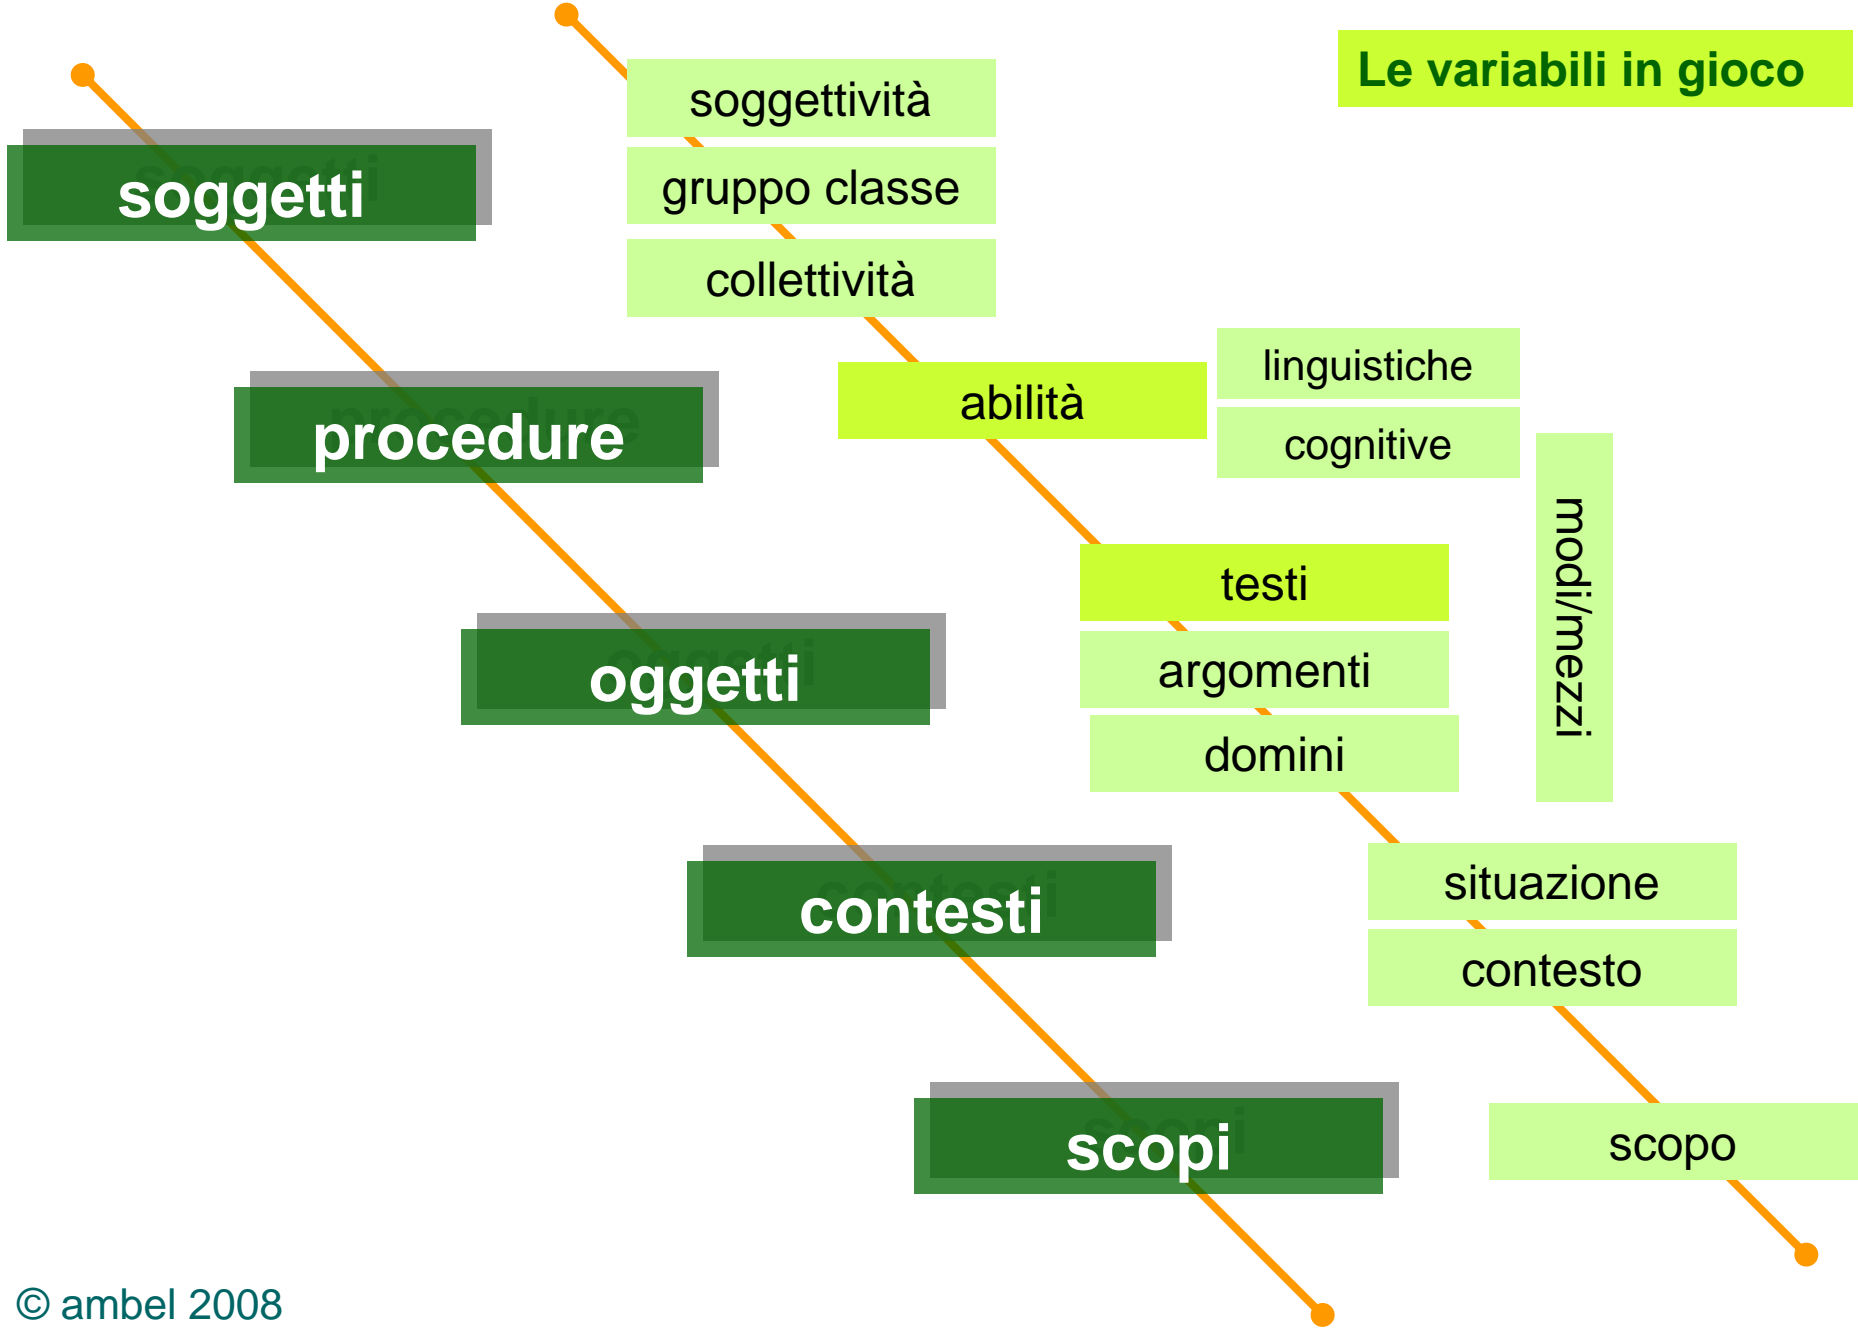 Le variabili in gioco
soggetti
soggettività
gruppo classe
collettività
procedure
abilità
linguistiche
cognitive
modi/mezzi
oggetti
testi
argomenti
domini
contesti
situazione
contesto
scopi
scopo
© ambel 2008